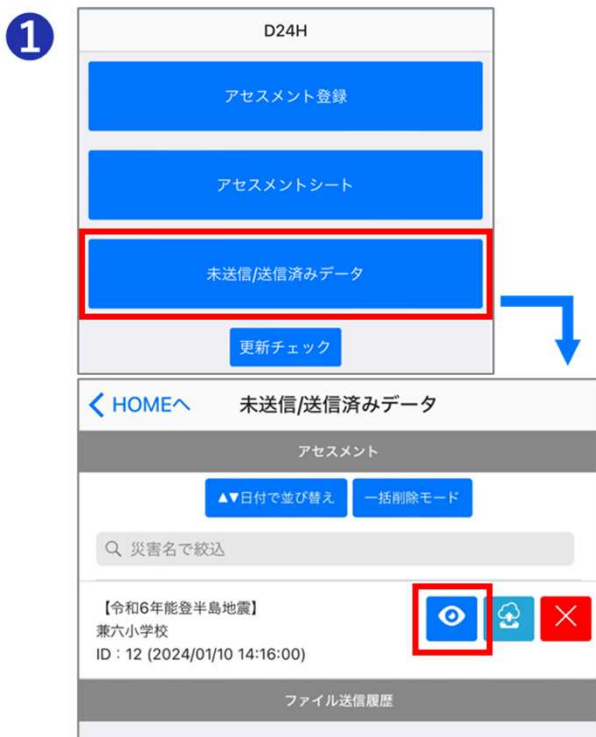 1
D24H
アセスメント登録
アセスメントシート
未送信/送信済みデータ
更新チェック
HOMEへ 未送信/送信済みデータ
アセスメント
▲▼日付で並び替え 一括削除モード
災害名で絞込
【令和6年能登半島地震】
兼六小学校
ID：12 (2024/01/10 14:16:00)
ファイル送信履歴